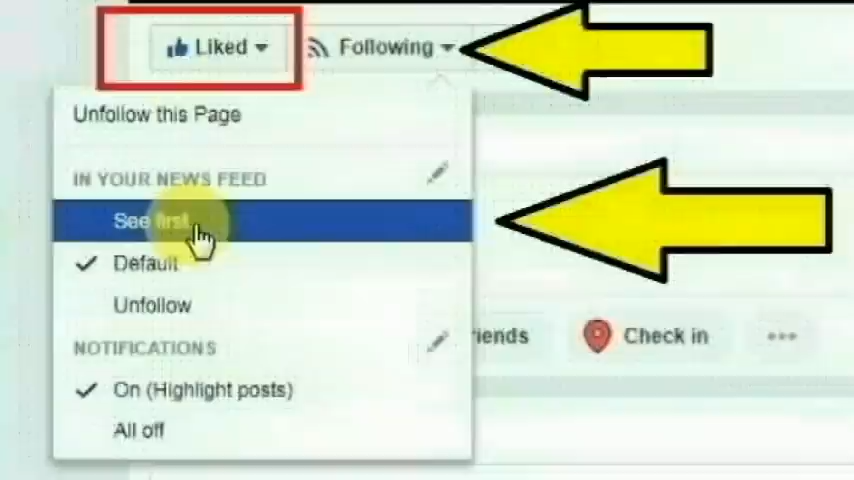 Liked Following
Unfollow this Page
IN YOUR NEWS FEED
See first
Default
Unfollow
NOTIFICATIONS
On (Highlight posts)
All off
Check in